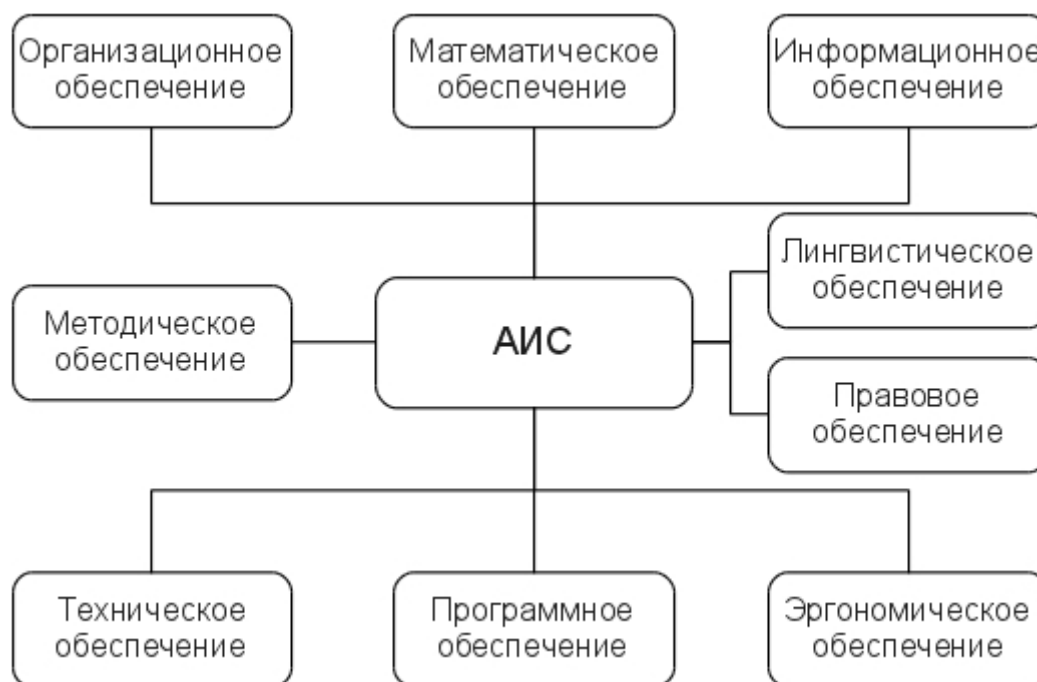 Организационное
обеспечение
Математическое
обеспечение
Информационное
обеспечение
Лингвистическое
обеспечение
Методическое
обеспечение
АИС
Правовое
обеспечение
Техническое
обеспечение
Программное
обеспечение
Эргономическое
обеспечение